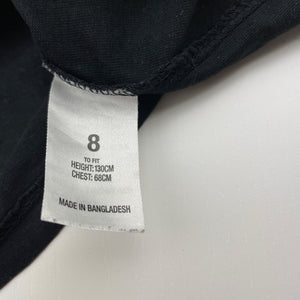 8
TO FIT
HEIGHT: 130CM
CHEST: 68CM
MADE IN BANGLADESH